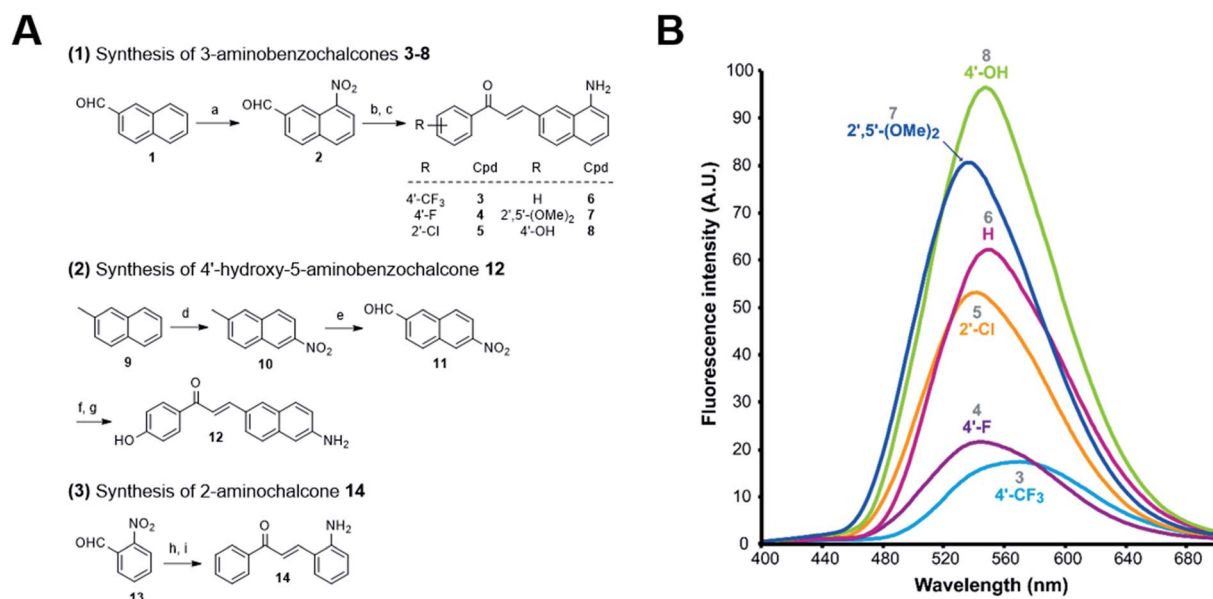 A
(1) Synthesis of 3-aminobenzochalcones 3-8
OHC
1
a
NO₂
OHC
2
b, c
O
NH₂
R
R Cpd R Cpd
4'-CF₃ 3 H 6
4'-F 4 2',5'-(OMe)₂ 7
2'-Cl 5 4'-OH 8
(2) Synthesis of 4'-hydroxy-5-aminobenzochalcone 12
9
d
10
NO₂
e
OHC
11
NO₂
f, g
O
HO
12
NH₂
(3) Synthesis of 2-aminochalcone 14
NO₂
OHC
13
h, i
O
NH₂
14
B
Fluorescence intensity (A.U.)
100
90
80
70
60
50
40
30
20
10
0
8
4'-OH
7
2',5'-(OMe)₂
6
H
5
2'-Cl
4
4'-F
3
4'-CF₃
400 440 480 520 560 600 640 680
Wavelength (nm)